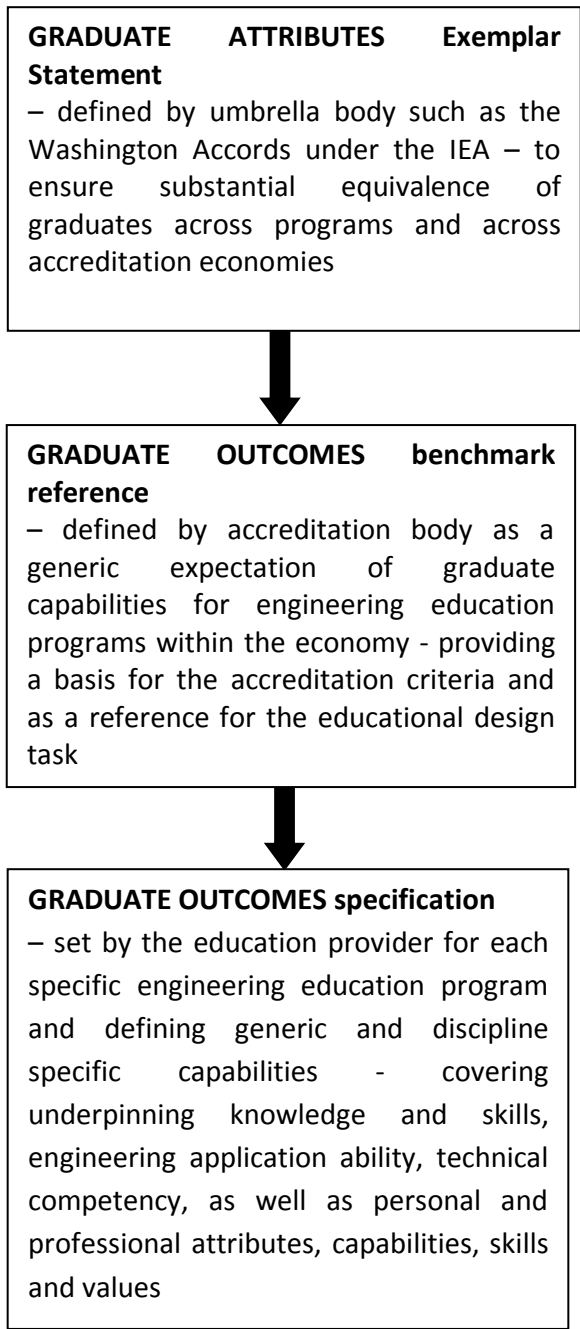 GRADUATE ATTRIBUTES Exemplar
Statement
– defined by umbrella body such as the
Washington Accords under the IEA – to
ensure substantial equivalence of
graduates across programs and across
accreditation economies
GRADUATE OUTCOMES benchmark
reference
– defined by accreditation body as a
generic expectation of graduate
capabilities for engineering education
programs within the economy - providing
a basis for the accreditation criteria and
as a reference for the educational design
task
GRADUATE OUTCOMES specification
– set by the education provider for each
specific engineering education program
and defining generic and discipline
specific capabilities - covering
underpinning knowledge and skills,
engineering application ability, technical
competency, as well as personal and
professional attributes, capabilities, skills
and values